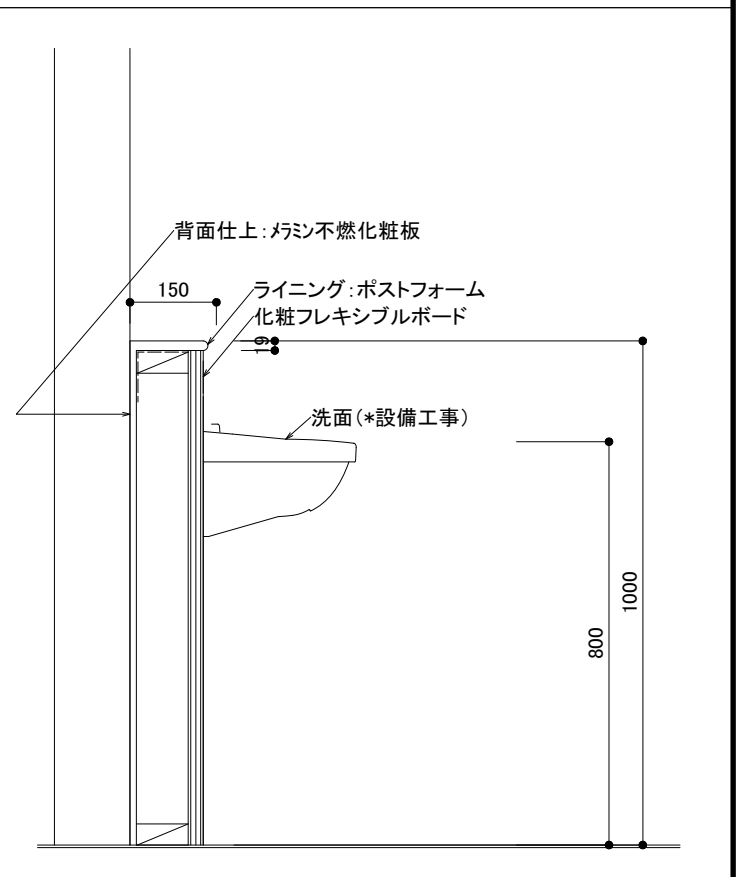 背面仕上：メラミン不燃化粧板
150
ライニング：ポストフォーム
化粧フレキシブルボード
19
洗面（*設備工事）
1000
800